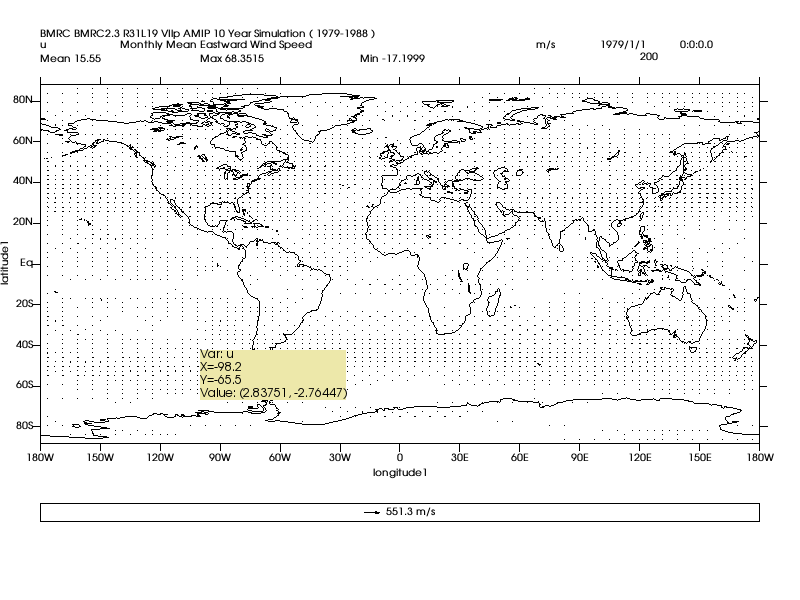 BMRC BMRC2.3 R31L19 VIIp AMIP 10 Year Simulation ( 1979-1988 )
u Monthly Mean Eastward Wind Speed m/s 1979/1/1 0:0:0.0
Mean 15.55 Max 68.3515 Min -17.1999 200
80N
60N
40N
20N
Eq
20S
40S
60S
80S
latitude1
Var: u
X=-98.2
Y=-65.5
Value: (2.83751, -2.76447)
180W 150W 120W 90W 60W 30W 0 30E 60E 90E 120E 150E 180W
longitude1
551.3 m/s